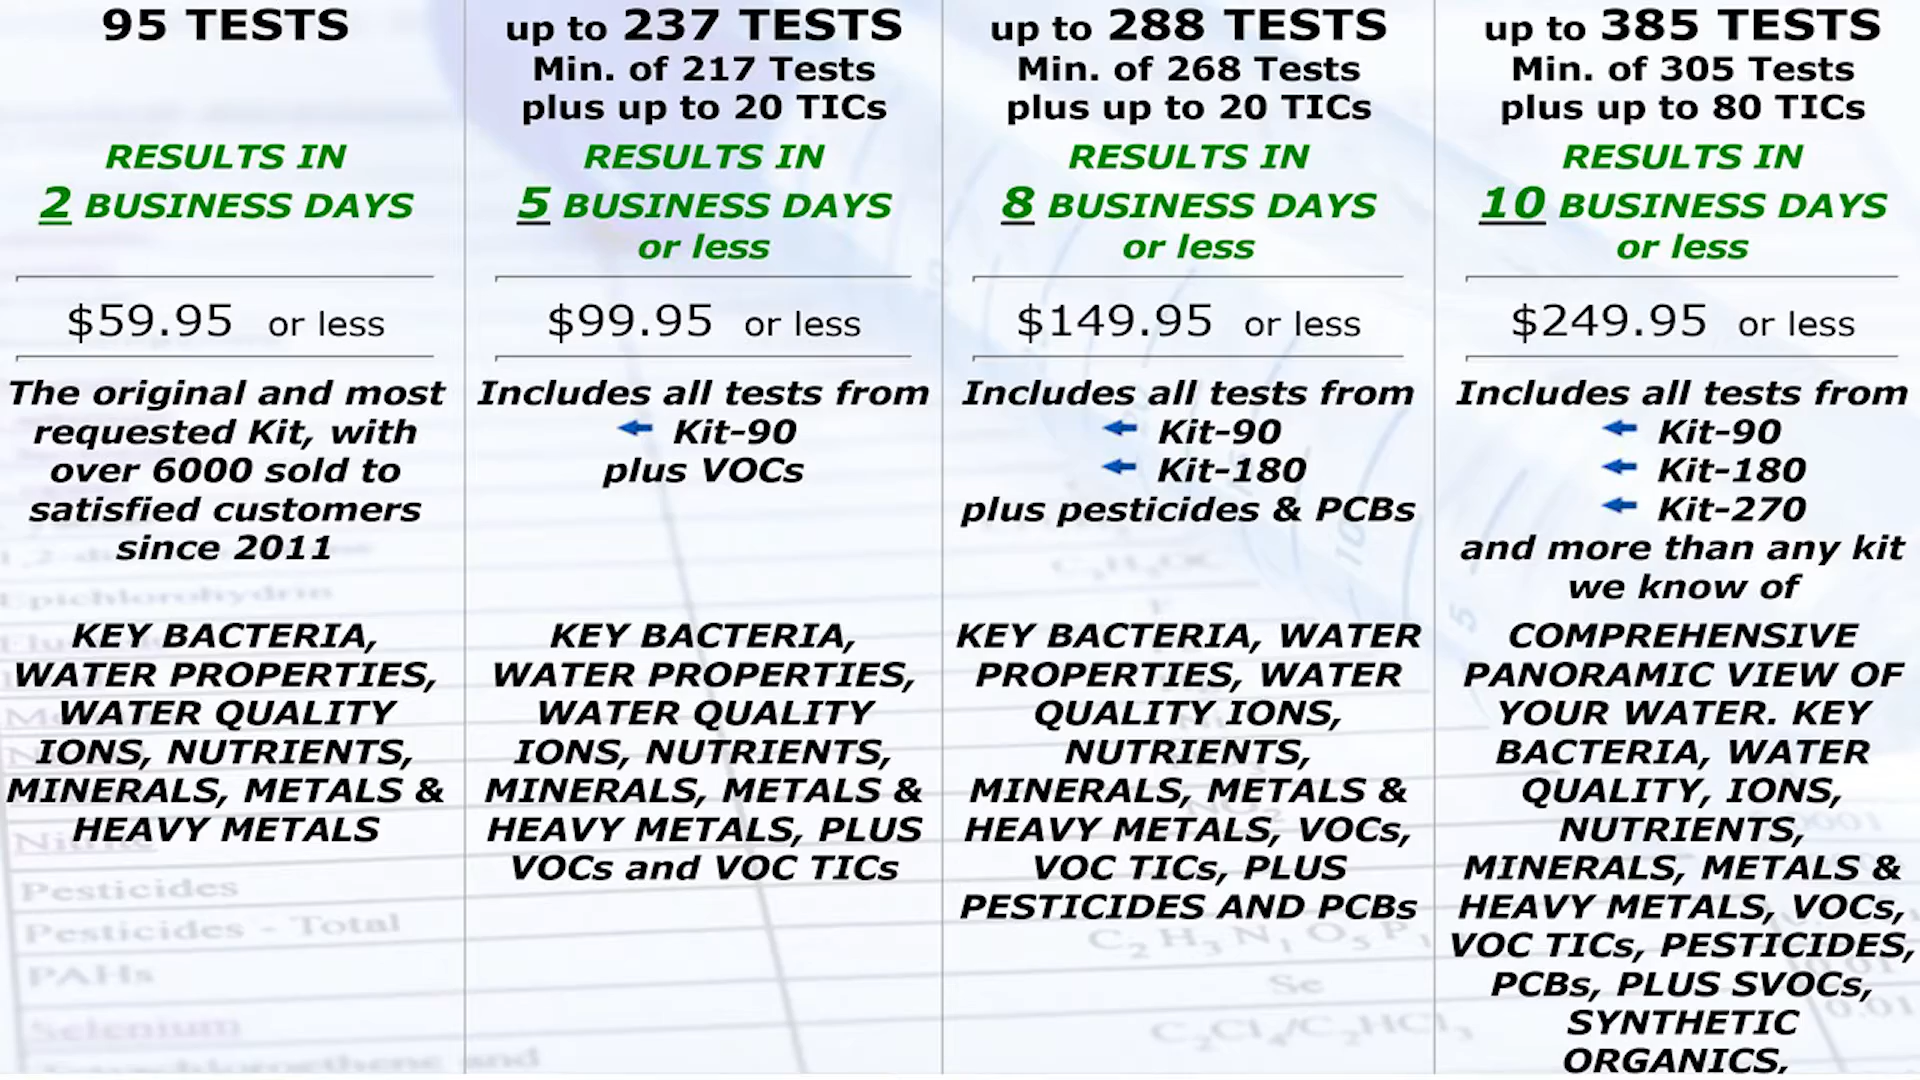 95 TESTS
RESULTS IN
2 BUSINESS DAYS
$59.95 or less
The original and most
requested Kit, with
over 6000 sold to
satisfied customers
since 2011
KEY BACTERIA,
WATER PROPERTIES,
WATER QUALITY
IONS, NUTRIENTS,
MINERALS, METALS &
HEAVY METALS
up to 237 TESTS
Min. of 217 Tests
plus up to 20 TICs
RESULTS IN
5 BUSINESS DAYS
or less
$99.95 or less
Includes all tests from
Kit-90
plus VOCs
KEY BACTERIA,
WATER PROPERTIES,
WATER QUALITY
IONS, NUTRIENTS,
MINERALS, METALS &
HEAVY METALS, PLUS
VOCs and VOC TICs
up to 288 TESTS
Min. of 268 Tests
plus up to 20 TICs
RESULTS IN
8 BUSINESS DAYS
or less
$149.95 or less
Includes all tests from
Kit-90
Kit-180
plus pesticides & PCBs
KEY BACTERIA, WATER
PROPERTIES, WATER
QUALITY IONS,
NUTRIENTS,
MINERALS, METALS &
HEAVY METALS, VOCs,
VOC TICs, PLUS
PESTICIDES AND PCBs
up to 385 TESTS
Min. of 305 Tests
plus up to 80 TICs
RESULTS IN
10 BUSINESS DAYS
or less
$249.95 or less
Includes all tests from
Kit-90
Kit-180
Kit-270
and more than any kit
we know of
COMPREHENSIVE
PANORAMIC VIEW OF
YOUR WATER. KEY
BACTERIA, WATER
QUALITY, IONS,
NUTRIENTS,
MINERALS, METALS &
HEAVY METALS, VOCs,
VOC TICs, PESTICIDES,
PCBs, PLUS SVOCs,
SYNTHETIC
ORGANICS,
Epichlorohydrin
Pesticides
Pesticides - Total
PAHs
Selenium
Se